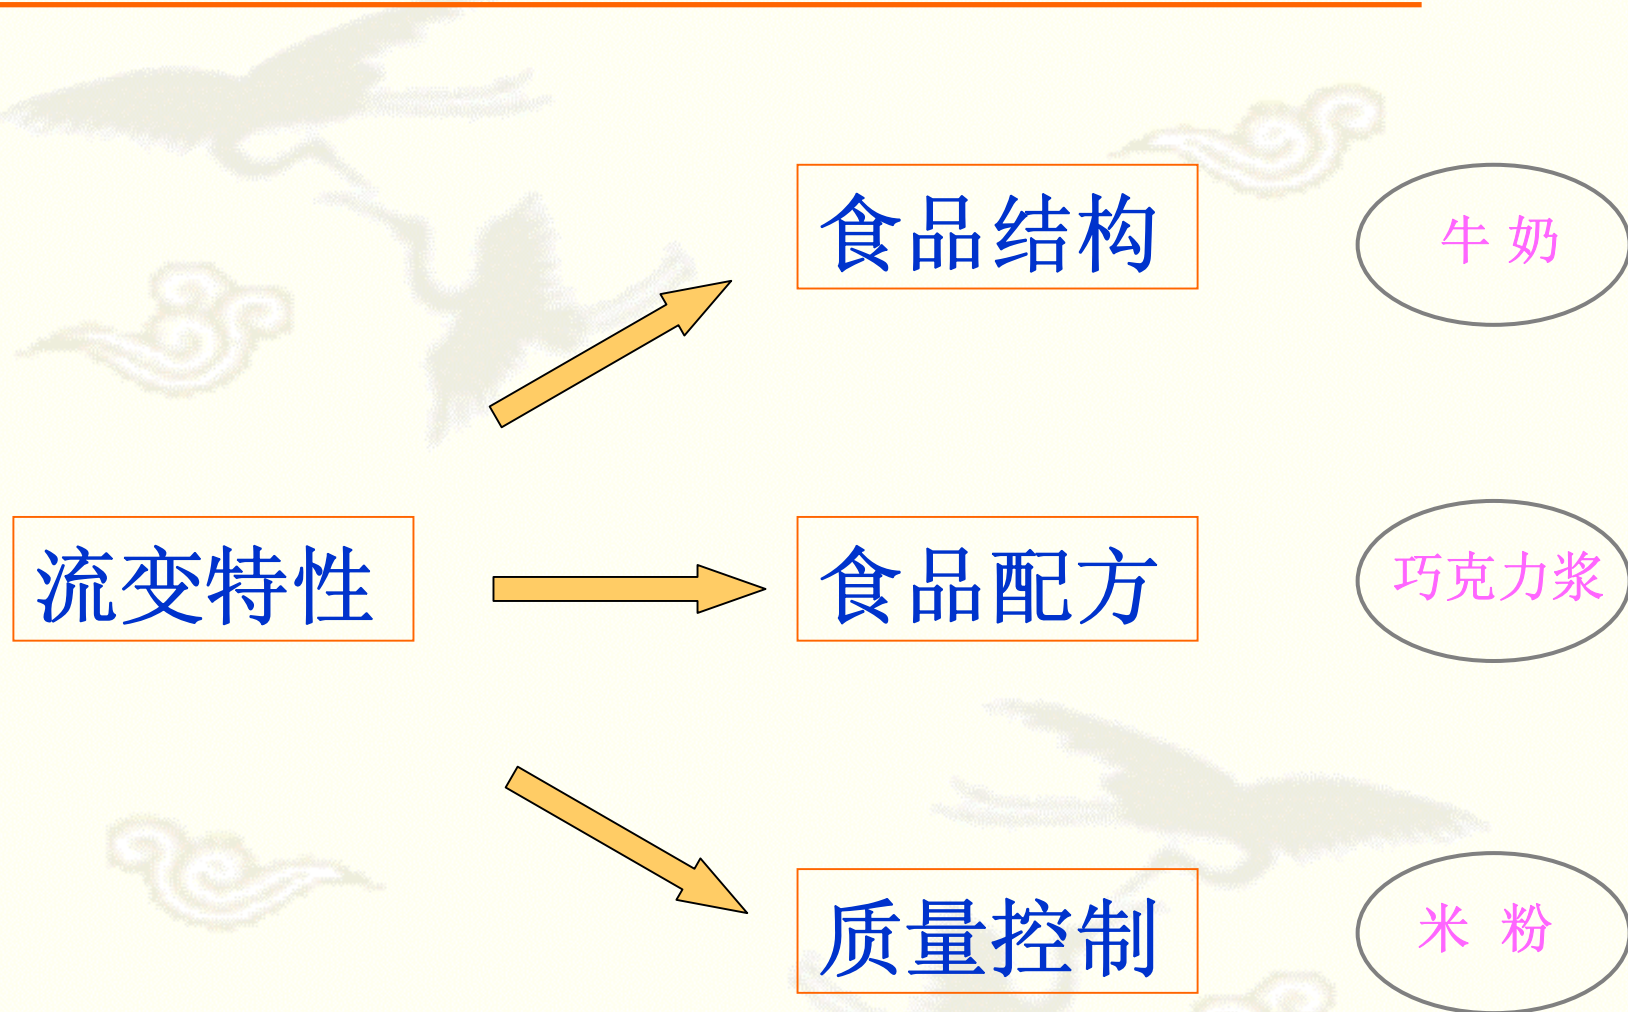 食品结构
牛 奶
流变特性
食品配方
巧克力浆
质量控制
米 粉